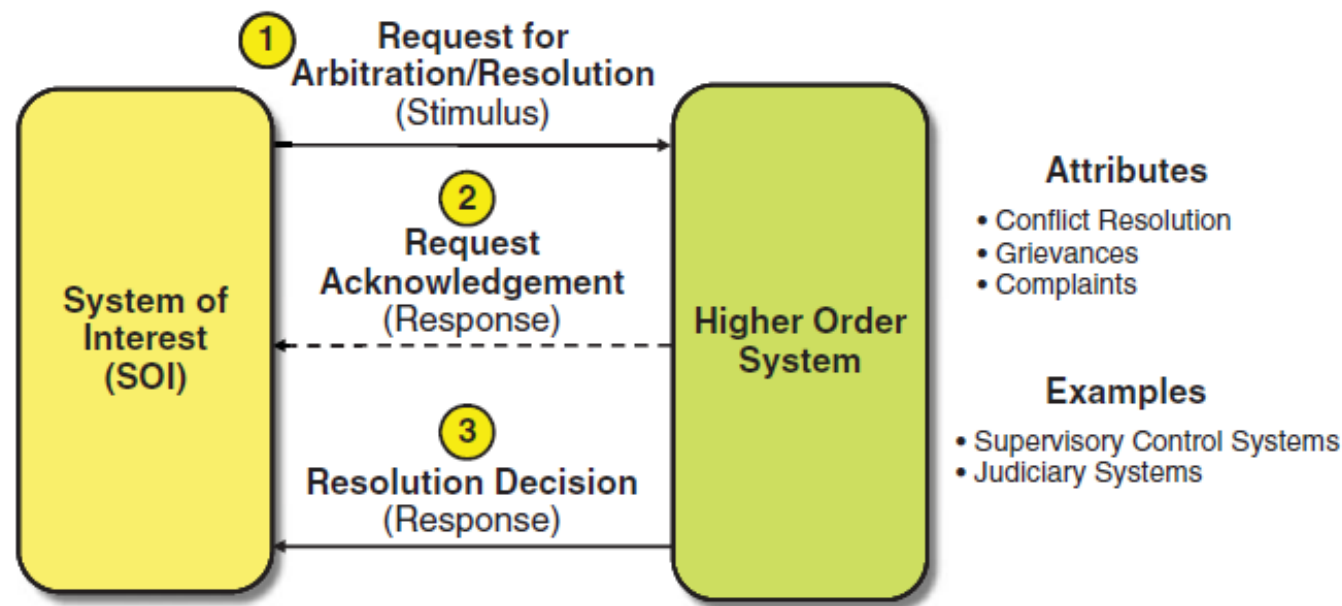 1
Request for
Arbitration/Resolution
(Stimulus)
2
Request
Acknowledgement
(Response)
3
Resolution Decision
(Response)
System of
Interest
(SOI)
Higher Order
System
Attributes
• Conflict Resolution
• Grievances
• Complaints
Examples
• Supervisory Control Systems
• Judiciary Systems